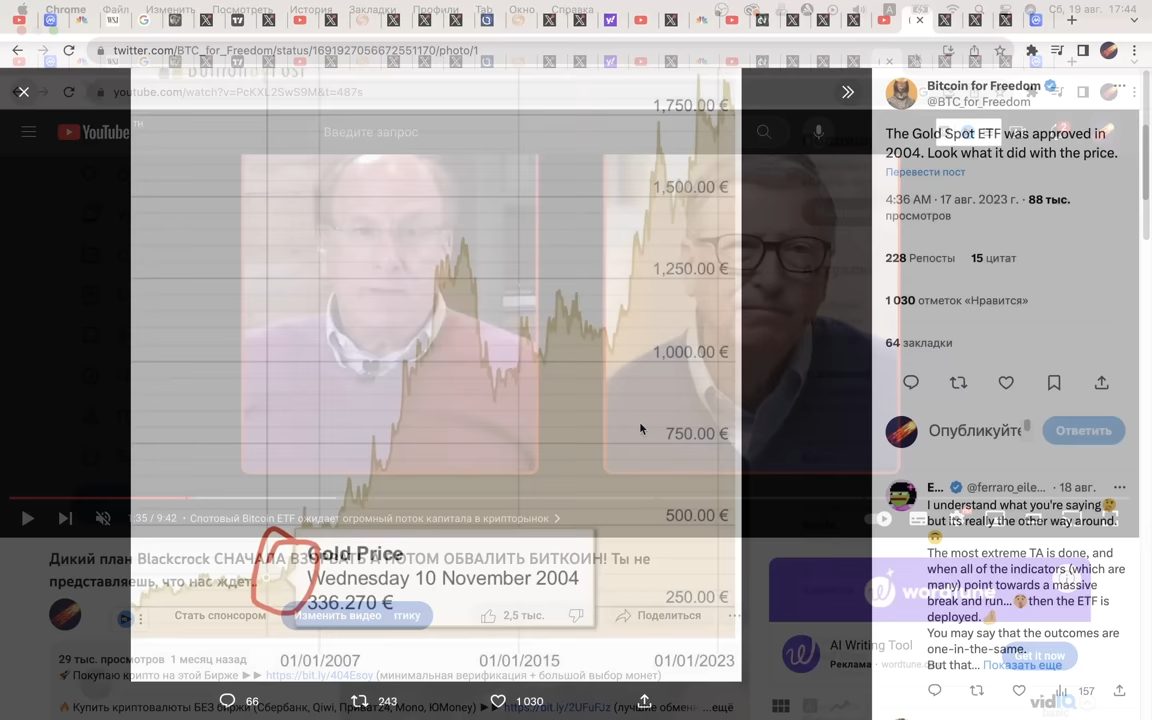 Chrome Файл Изменить Посмотреть История Закладки Профили Tab Окно Справка Сб, 19 авг. 17:44
twitter.com/BTC_for_Freedom/status/1691927056672551170/photo/1
youtube.com/watch?v=PcKXL2SwS9M&t=487s
YouTube
Введите запрос
1,750.00 €
1,500.00 €
1,250.00 €
1,000.00 €
750.00 €
500.00 €
250.00 €
Gold Price
Wednesday 10 November 2004
336.270 €
01/01/2007 01/01/2015 01/01/2023
66 243 1 030
1:35 / 9:42 • Спотовый Bitcoin ETF ожидает огромный поток капитала в крипторынок
Дикий план Blackcrock СНАЧАЛА ВЗОРВАТЬ А ПОТОМ ОБВАЛИТЬ БИТКОИН! Ты не
представляешь, что нас ждет..
Стать спонсором
Изменить видео
2,5 тыс.
Поделиться
29 тыс. просмотров 1 месяц назад
Покупаю крипто на этой Бирже ►► https://bit.ly/404Esoy (минимальная верификация + большой выбор монет)
Купить криптовалюты БЕЗ биржи (Сбербанк, Qiwi, Приват24, Mono, ЮMoney) ►► https://bit.ly/2UFuFJz (лучшие обмен ...ещё
Bitcoin for Freedom
@BTC_for_Freedom
The Gold Spot ETF was approved in
2004. Look what it did with the price.
Перевести пост
4:36 AM · 17 авг. 2023 г. · 88 тыс.
просмотров
228 Репосты 15 цитат
1 030 отметок «Нравится»
64 закладки
Опубликуйте
Ответить
E... @ferraro_eile... · 18 авг.
I understand what you're saying
but it's really the other way around.
The most extreme TA is done, and
when all of the indicators (which are
many) point towards a massive
break and run... then the ETF is
deployed.
You may say that the outcomes are
one-in-the-same.
But that... Показать еще
157
wordtune
AI Writing Tool
Реклама · wordtune.
Get it now
vidIQ